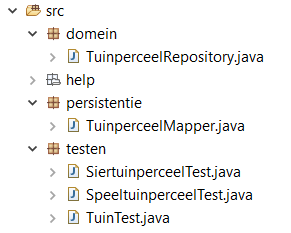 src
domein
TuinperceelRepository.java
help
persistentie
TuinperceelMapper.java
testen
SiertuinperceelTest.java
SpeeltuinperceelTest.java
TuinTest.java